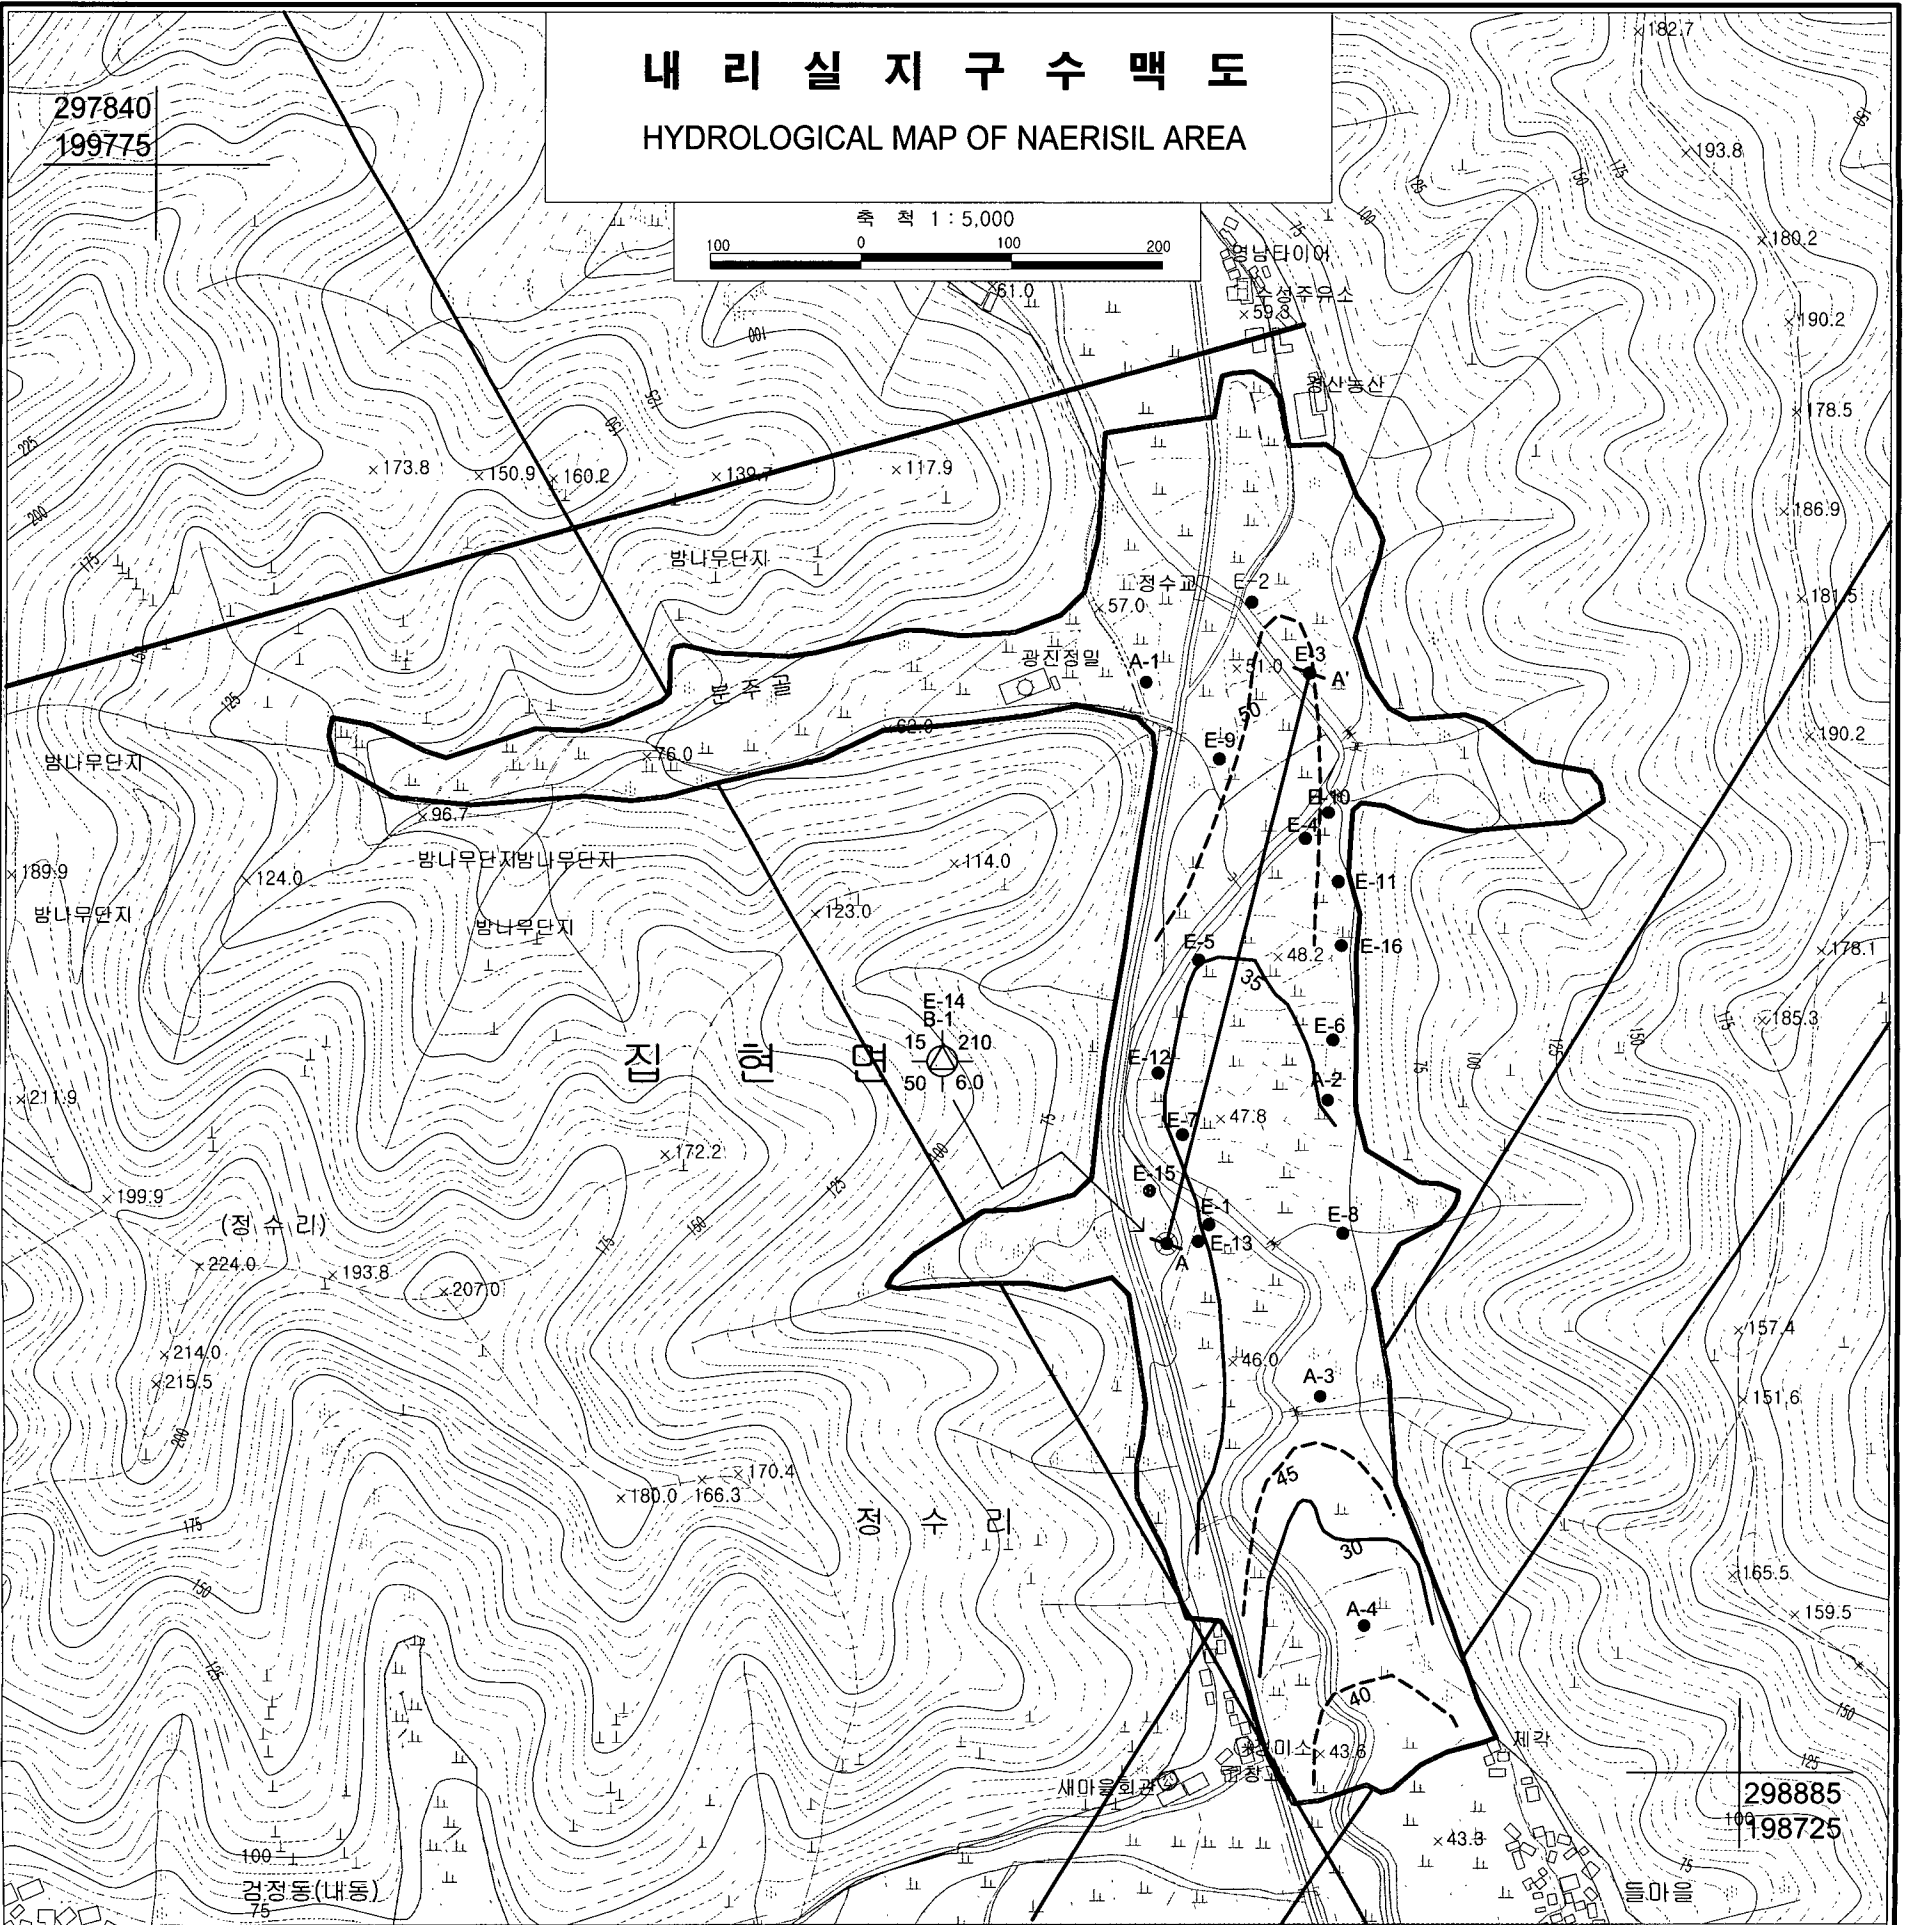 내 리 실 지 구 수 맥 도
HYDROLOGICAL MAP OF NAERISIL AREA
축 척 1 : 5,000
100 0 100 200
297840
199775
×182.7
×193.8
×180.2
×190.2
×178.5
×186.9
×181.5
×190.2
×178.1
×185.3
×157.4
×151.6
×165.5
×159.5
영남타이어
수성주유소
×61.0
×59.3
경산농산
×173.8
×150.9
×160.2
×139.7
×117.9
밤나무단지
정수교
E-2
×57.0
광진정밀
A-1
×51.0
E-3
A'
분 주 골
50
E-9
×62.0
×76.0
밤나무단지
E-10
E-4
×96.7
밤나무단지밤나무단지
×114.0
×189.9
×124.0
E-11
밤나무단지
×123.0
밤나무단지
E-5
E-16
×48.2
35
E-14
B-1
15 210
50 6.0
집 현 면
E-6
E-12
A-2
×211.9
×47.8
E-7
×172.2
E-15
×199.9
(정 수 리)
E-1
E-8
E-13
A
×224.0
×193.8
×207.0
×214.0
×215.5
×46.0
A-3
45
×170.4
×180.0
166.3
정 수 리
30
A-4
40
정미소
×43.6
제각
새마을회관
창고
298885
198725
×43.3
검정동(내동)
들마을
225
200
175
150
125
100
75